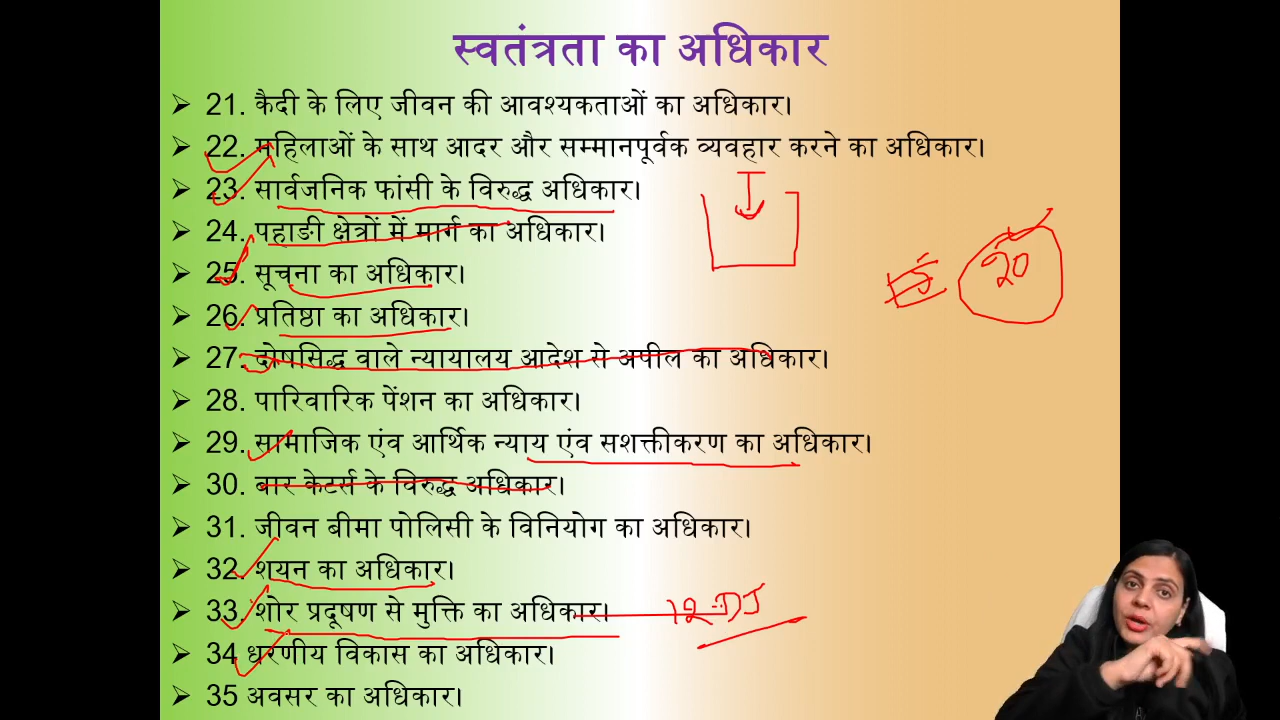 स्वतंत्रता का अधिकार
➤ 21. कैदी के लिए जीवन की आवश्यकताओं का अधिकार।
➤ 22. महिलाओं के साथ आदर और सम्मानपूर्वक व्यवहार करने का अधिकार।
➤ 23. सार्वजनिक फांसी के विरुद्ध अधिकार।
➤ 24. पहाङी क्षेत्रों में मार्ग का अधिकार।
➤ 25. सूचना का अधिकार।
20
➤ 26. प्रतिष्ठा का अधिकार।
➤ 27. दोषसिद्ध वाले न्यायालय आदेश से अपील का अधिकार।
➤ 28. पारिवारिक पेंशन का अधिकार।
➤ 29. सामाजिक एंव आर्थिक न्याय एंव सशक्तीकरण का अधिकार।
➤ 30. बार केटर्स के विरुद्ध अधिकार।
➤ 31. जीवन बीमा पोलिसी के विनियोग का अधिकार।
➤ 32. शयन का अधिकार।
➤ 33. शोर प्रदूषण से मुक्ति का अधिकार। 12 DJ
➤ 34 धरणीय विकास का अधिकार।
➤ 35 अवसर का अधिकार।